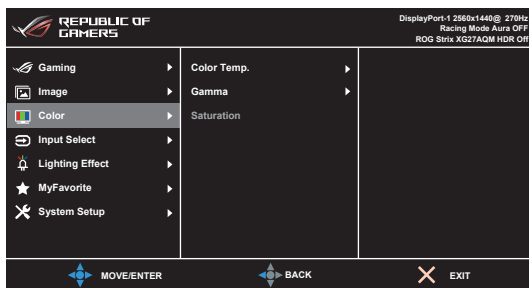 REPUBLIC OF
GAMERS
DisplayPort-1 2560x1440@ 270Hz
Racing Mode Aura OFF
ROG Strix XG27AQM HDR Off
Gaming
Image
Color
Input Select
Lighting Effect
MyFavorite
System Setup
Color Temp.
Gamma
Saturation
MOVE/ENTER
BACK
EXIT